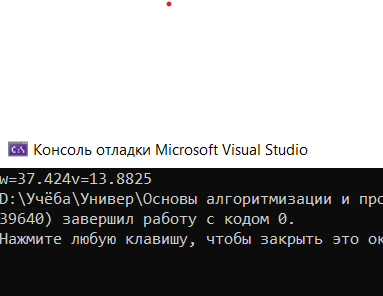 Консоль отладки Microsoft Visual Studio
w=37.424v=13.8825
D:\Учёба\Универ\Основы алгоритмизации и про
39640) завершил работу с кодом 0.
Нажмите любую клавишу, чтобы закрыть это ок